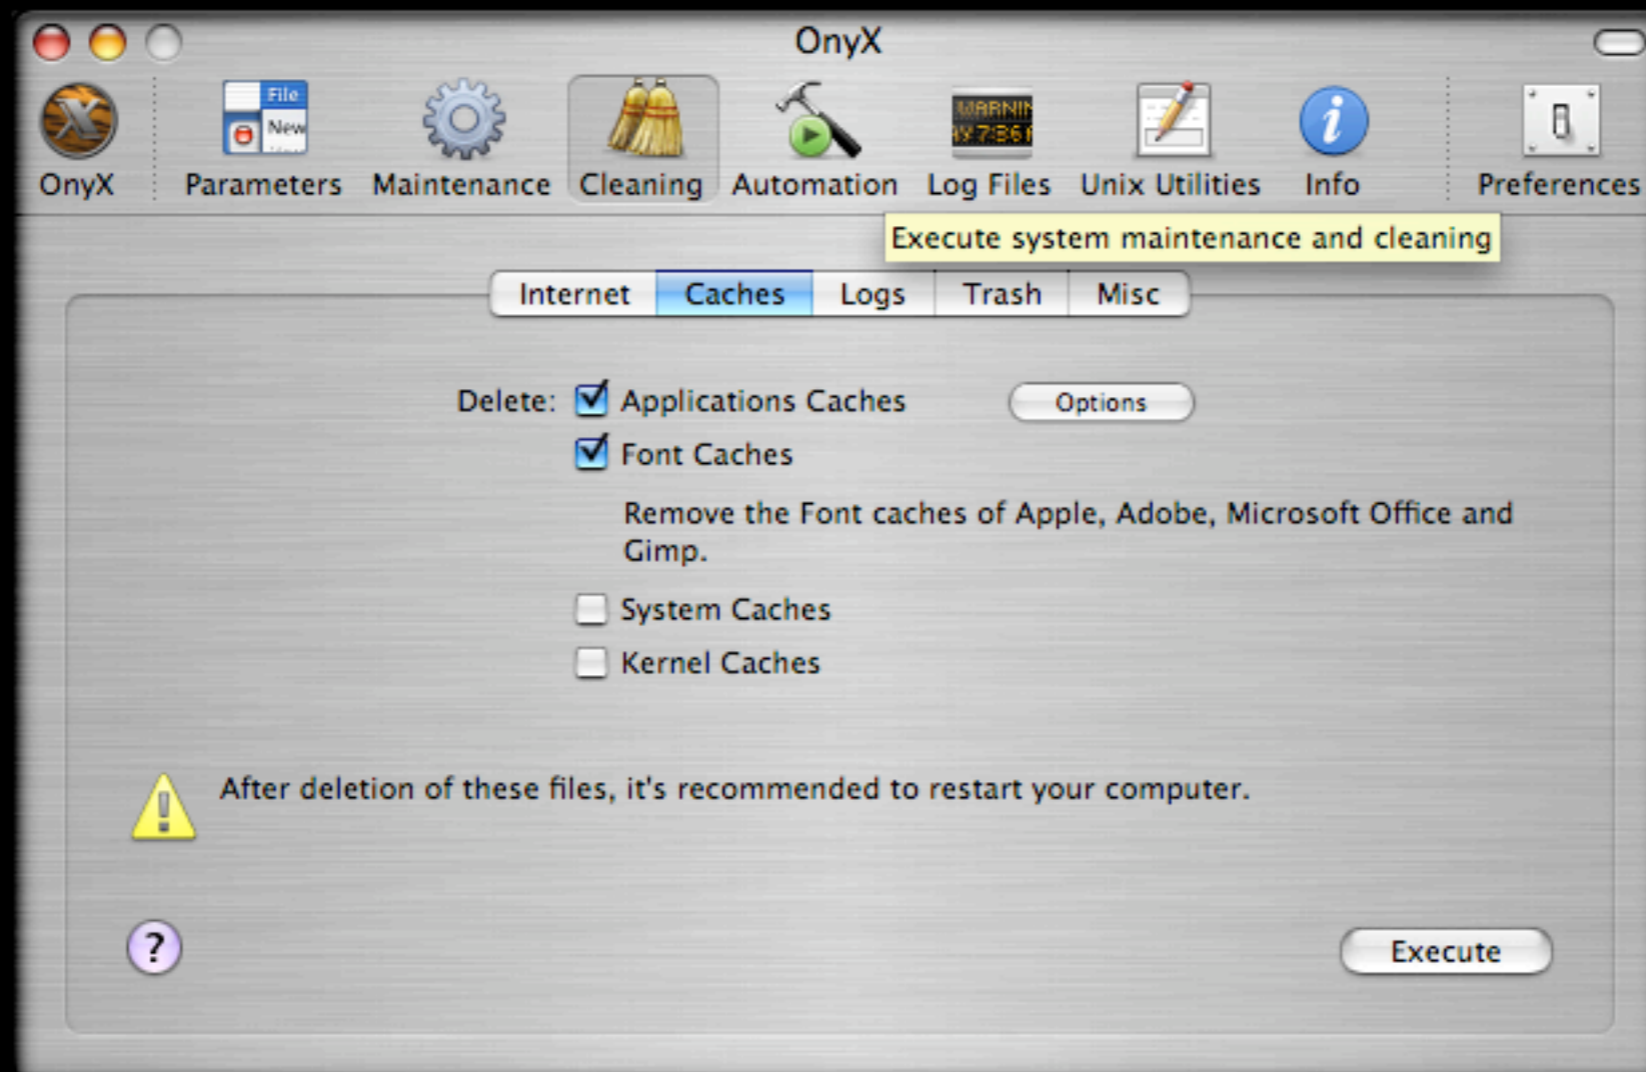 OnyX
File
New
OnyX Parameters Maintenance Cleaning Automation Log Files Unix Utilities Info Preferences
Execute system maintenance and cleaning
Internet Caches Logs Trash Misc
Delete: Applications Caches Options
Font Caches
Remove the Font caches of Apple, Adobe, Microsoft Office and
Gimp.
System Caches
Kernel Caches
After deletion of these files, it's recommended to restart your computer.
?
Execute